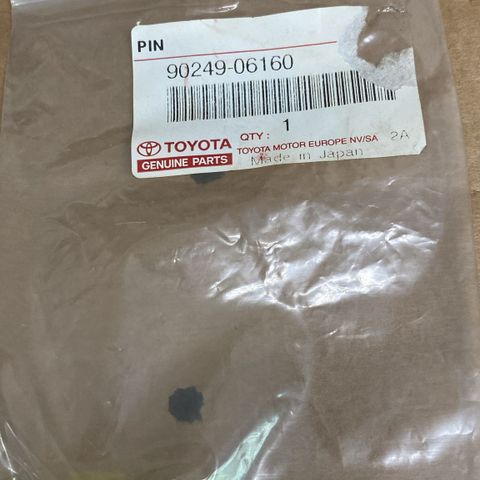 PIN
90249-06160
QTY : 1
TOYOTA
GENUINE PARTS
TOYOTA MOTOR EUROPE NV/SA 2A
Made in Japan